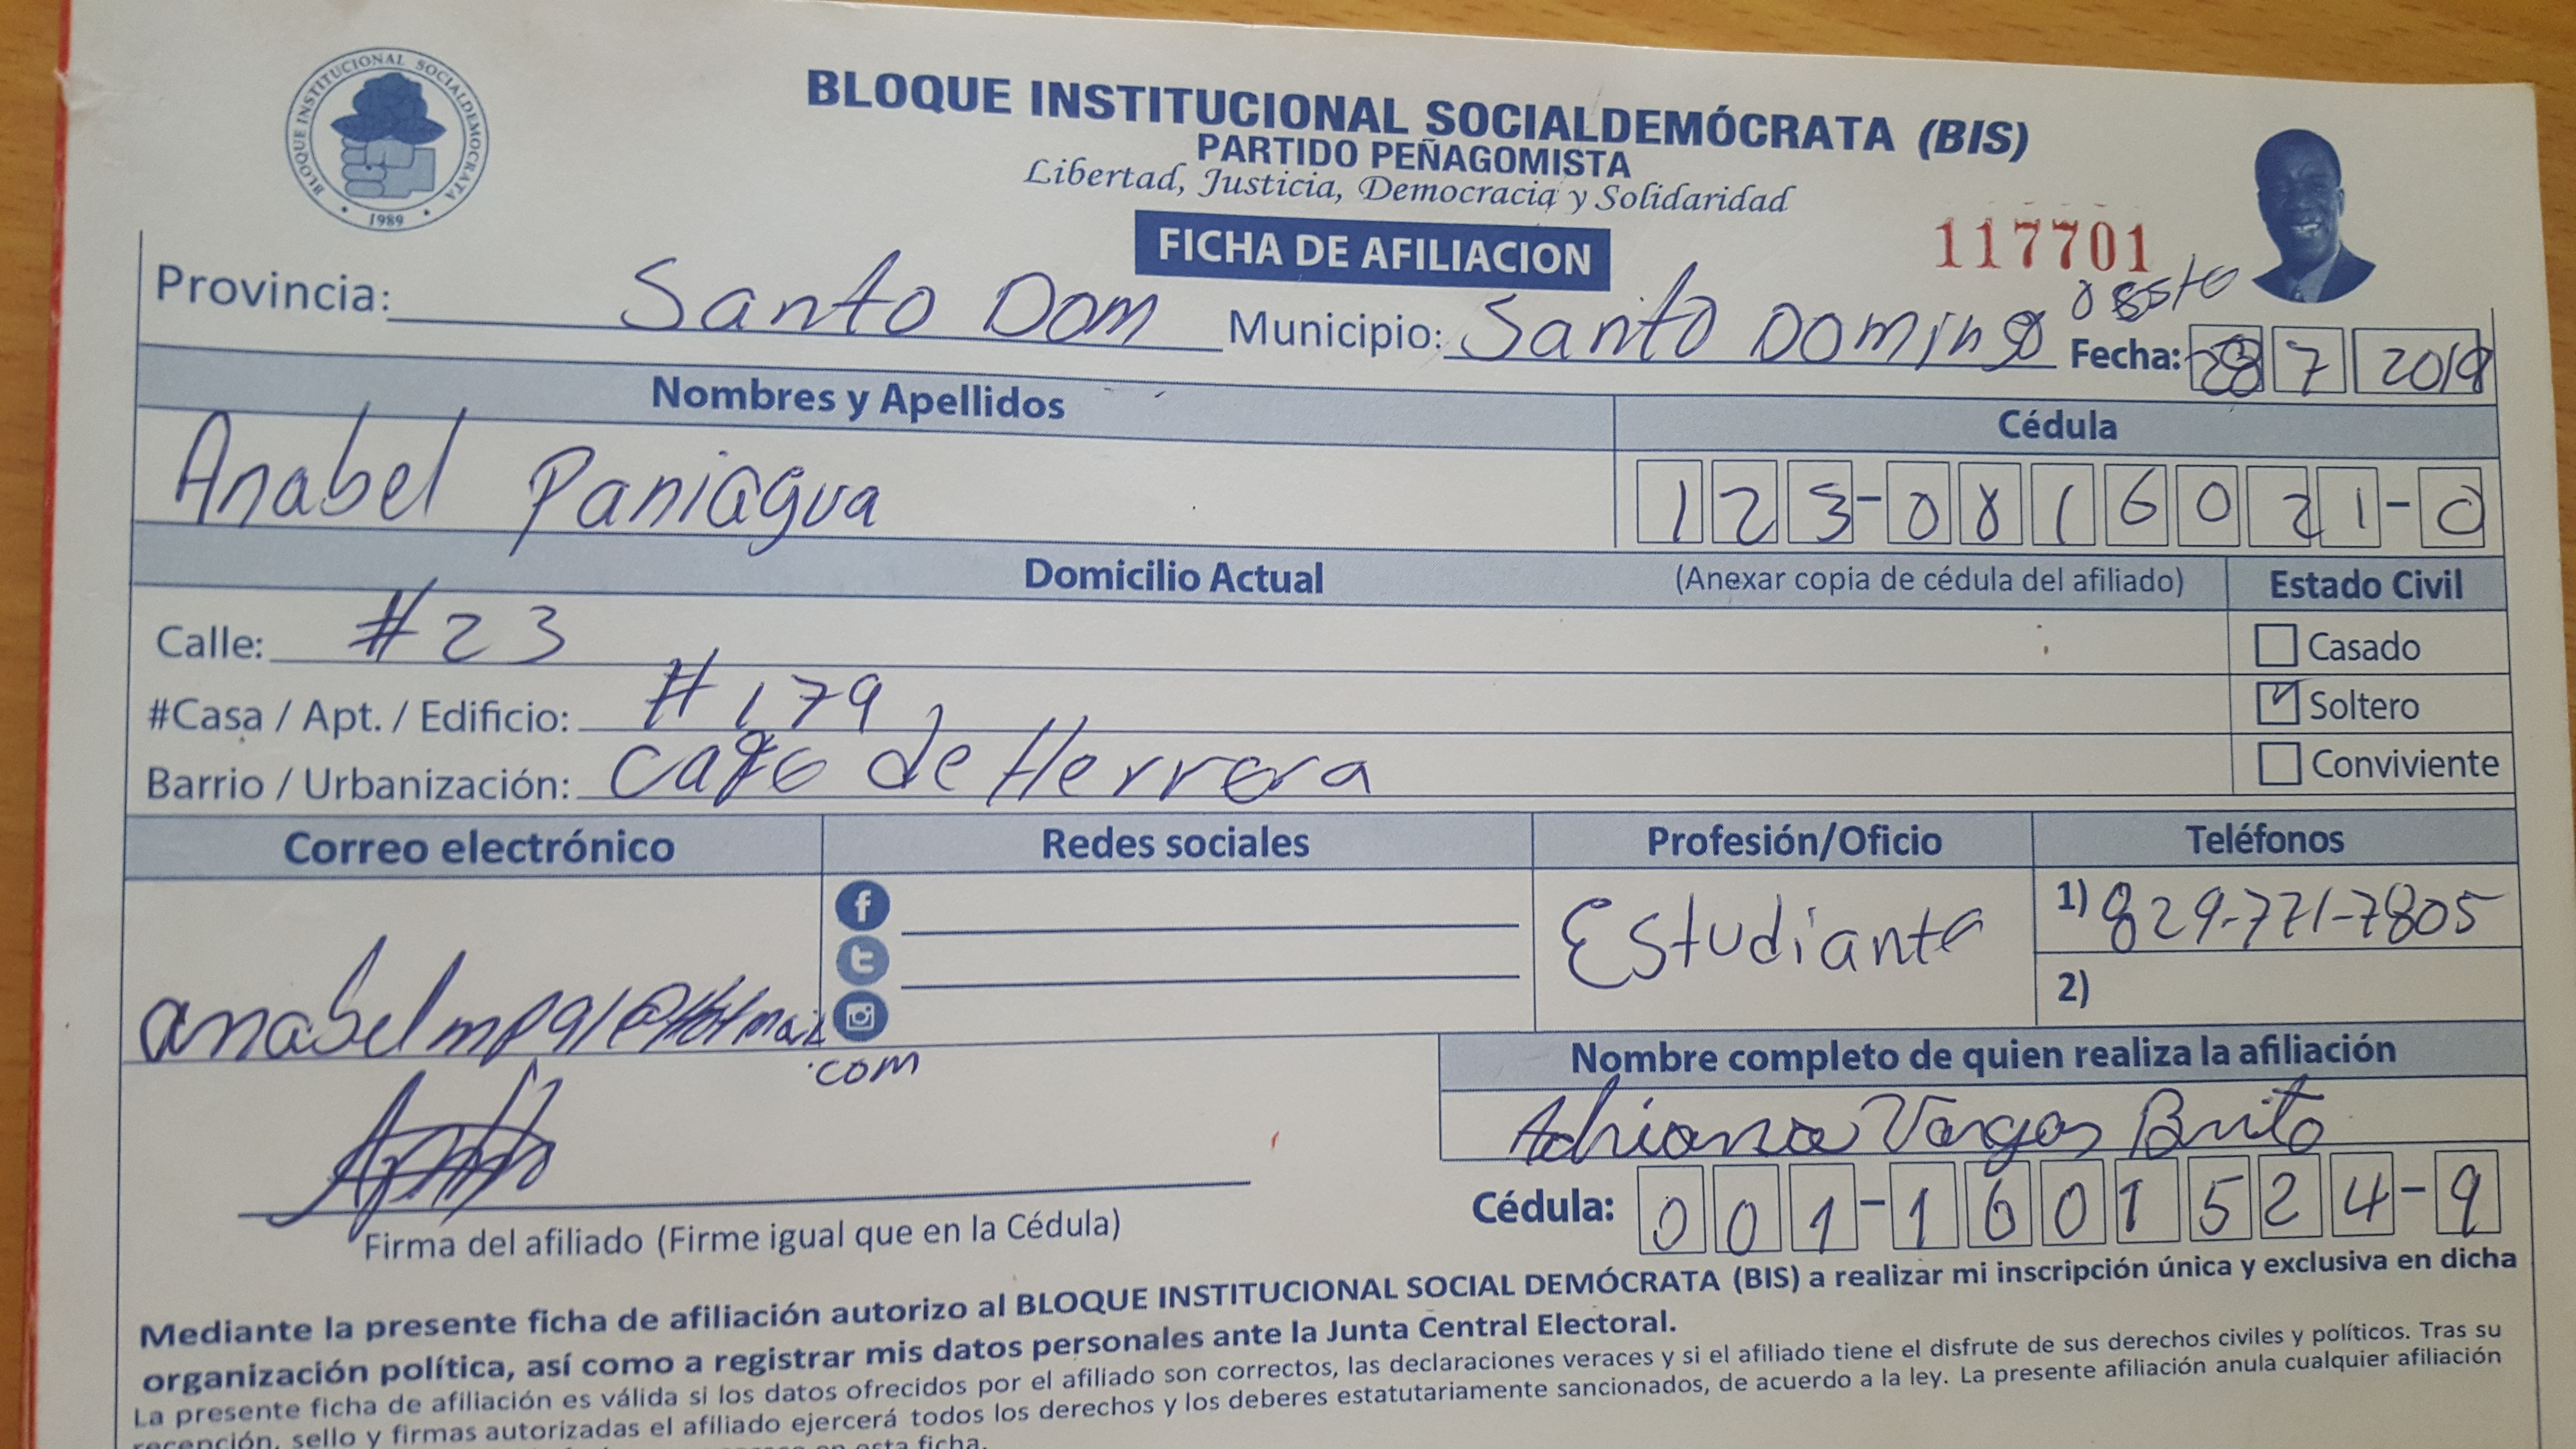 BLOQUE INSTITUCIONAL SOCIALDEMOCRATA
1989
BLOQUE INSTITUCIONAL SOCIALDEMÓCRATA (BIS)
PARTIDO PEÑAGOMISTA
Libertad, Justicia, Democracia y Solidaridad
FICHA DE AFILIACION
117701
Provincia: Santo Dom Municipio: Santo Domingo oeste Fecha: 28 7 2019
Nombres y Apellidos
Cédula
Anabel Paniagua
123-0816021-0
Domicilio Actual
(Anexar copia de cédula del afiliado)
Estado Civil
Calle: #23
Casado
#Casa / Apt. / Edificio: #179
Soltero
Barrio / Urbanización: de Herrera
Conviviente
Correo electrónico
Redes sociales
Profesión/Oficio
Teléfonos
anabelmp91@Hotmail
.com
Estudiante
1) 829-771-7805
2)
Nombre completo de quien realiza la afiliación
Adriana Vargas Brito
Cédula: 001-1601524-9
Firma del afiliado (Firme igual que en la Cédula)
Mediante la presente ficha de afiliación autorizo al BLOQUE INSTITUCIONAL SOCIAL DEMÓCRATA (BIS) a realizar mi inscripción única y exclusiva en dicha
organización política, así como a registrar mis datos personales ante la Junta Central Electoral.
La presente ficha de afiliación es válida si los datos ofrecidos por el afiliado son correctos, las declaraciones veraces y si el afiliado tiene el disfrute de sus derechos civiles y políticos. Tras su
recepción, sello y firmas autorizadas el afiliado ejercerá todos los derechos y los deberes estatutariamente sancionados, de acuerdo a la ley. La presente afiliación anula cualquier afiliación
en esta ficha.